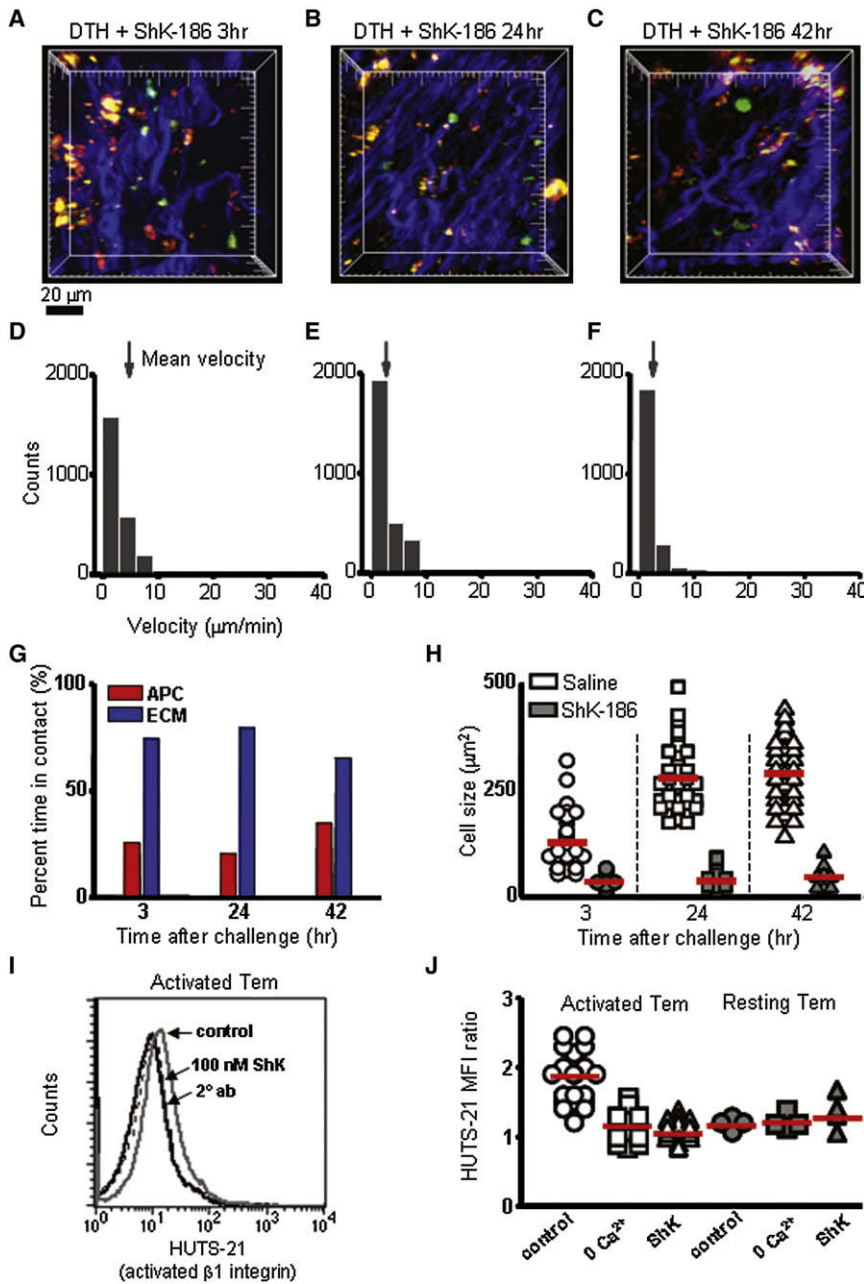 A
DTH + ShK-186 3hr
B
DTH + ShK-186 24hr
C
DTH + ShK-186 42hr
20 µm
D
Mean velocity
2000
1000
0
Counts
0 10 20 30 40
Velocity (µm/min)
E
2000
1000
0
0 10 20 30 40
F
2000
1000
0
0 10 20 30 40
G
Percent time in contact (%)
100
50
0
APC
ECM
3 24 42
Time after challenge (hr)
H
Cell size (µm²)
500
250
0
Saline
ShK-186
3 24 42
Time after challenge (hr)
I
Activated Tem
Counts
control
100 nM ShK
2° ab
10⁰ 10¹ 10² 10³ 10⁴
HUTS-21
(activated β1 integrin)
J
HUTS-21 MFI ratio
3
2
1
0
Activated Tem Resting Tem
control 0 Ca²⁺ ShK control 0 Ca²⁺ ShK